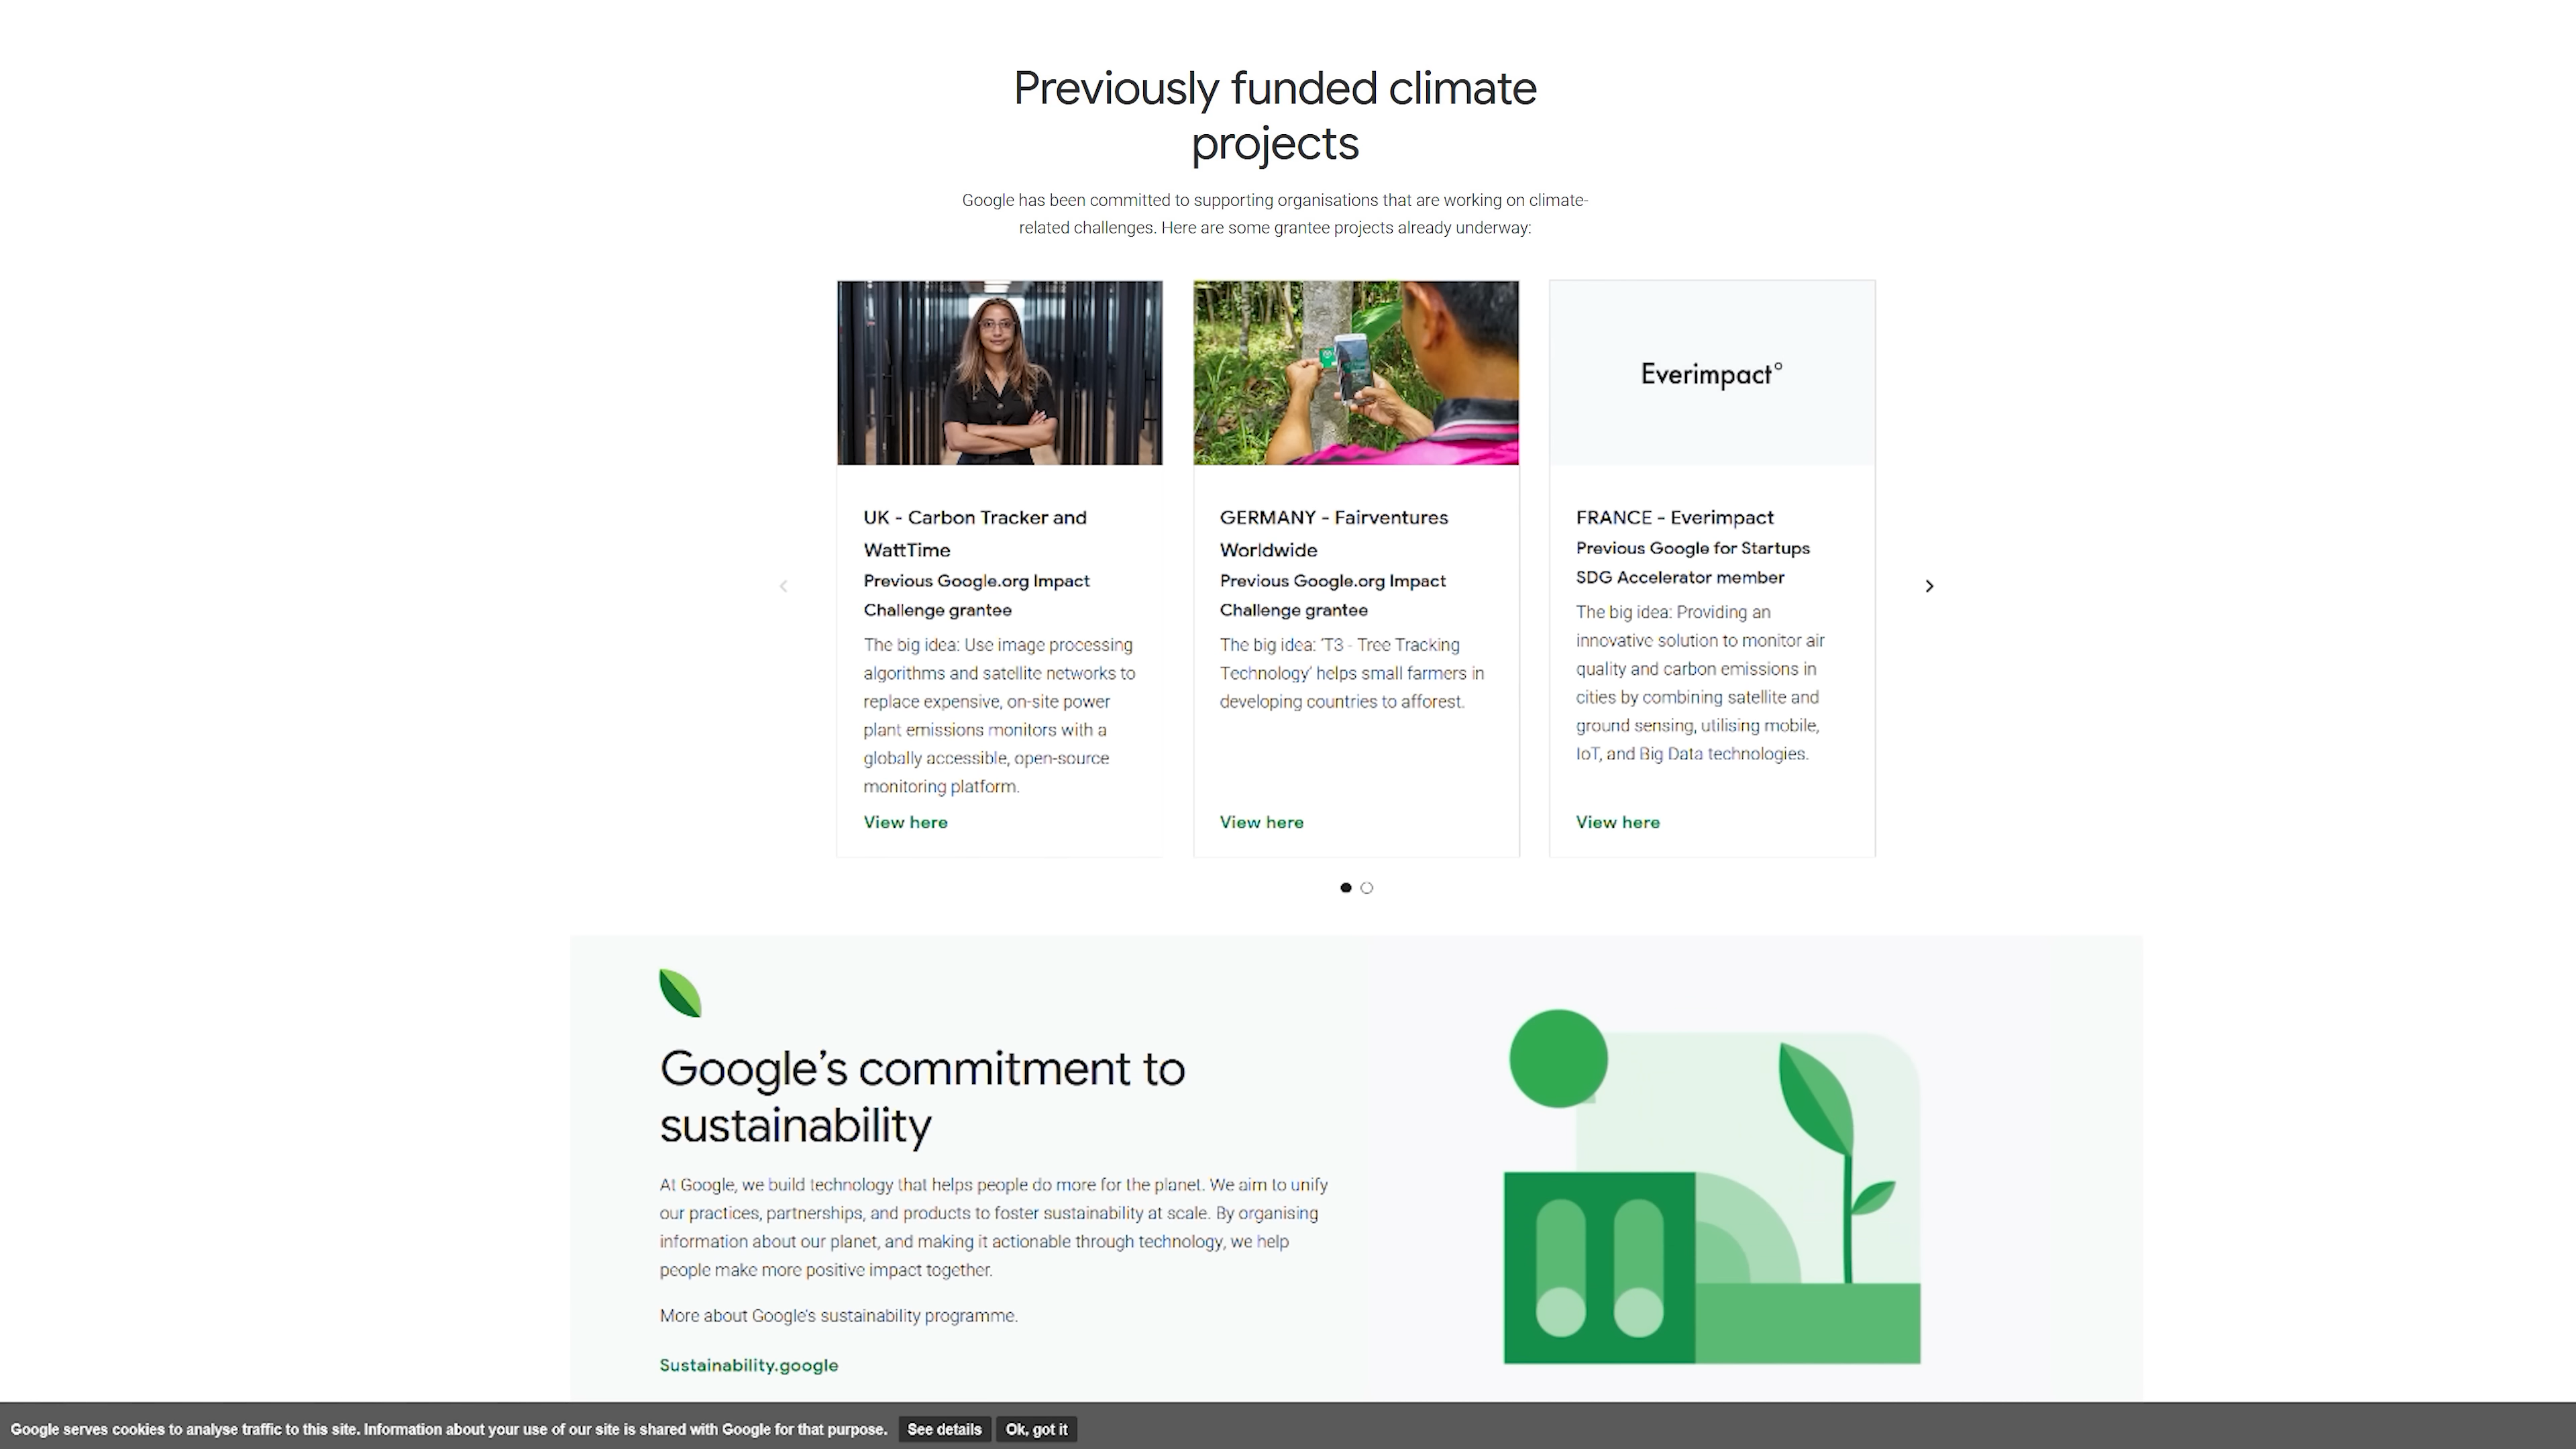 Previously funded climate
projects
Google has been committed to supporting organisations that are working on climate-
related challenges. Here are some grantee projects already underway:
Everimpact°
UK - Carbon Tracker and
WattTime
Previous Google.org Impact
Challenge grantee
The big idea: Use image processing
algorithms and satellite networks to
replace expensive, on-site power
plant emissions monitors with a
globally accessible, open-source
monitoring platform.
View here
GERMANY - Fairventures
Worldwide
Previous Google.org Impact
Challenge grantee
The big idea: 'T3 - Tree Tracking
Technology' helps small farmers in
developing countries to afforest.
View here
FRANCE - Everimpact
Previous Google for Startups
SDG Accelerator member
The big idea: Providing an
innovative solution to monitor air
quality and carbon emissions in
cities by combining satellite and
ground sensing, utilising mobile,
IoT, and Big Data technologies.
View here
Google's commitment to
sustainability
At Google, we build technology that helps people do more for the planet. We aim to unify
our practices, partnerships, and products to foster sustainability at scale. By organising
information about our planet, and making it actionable through technology, we help
people make more positive impact together.
More about Google's sustainability programme.
Sustainability.google
Google serves cookies to analyse traffic to this site. Information about your use of our site is shared with Google for that purpose. See details Ok, got it